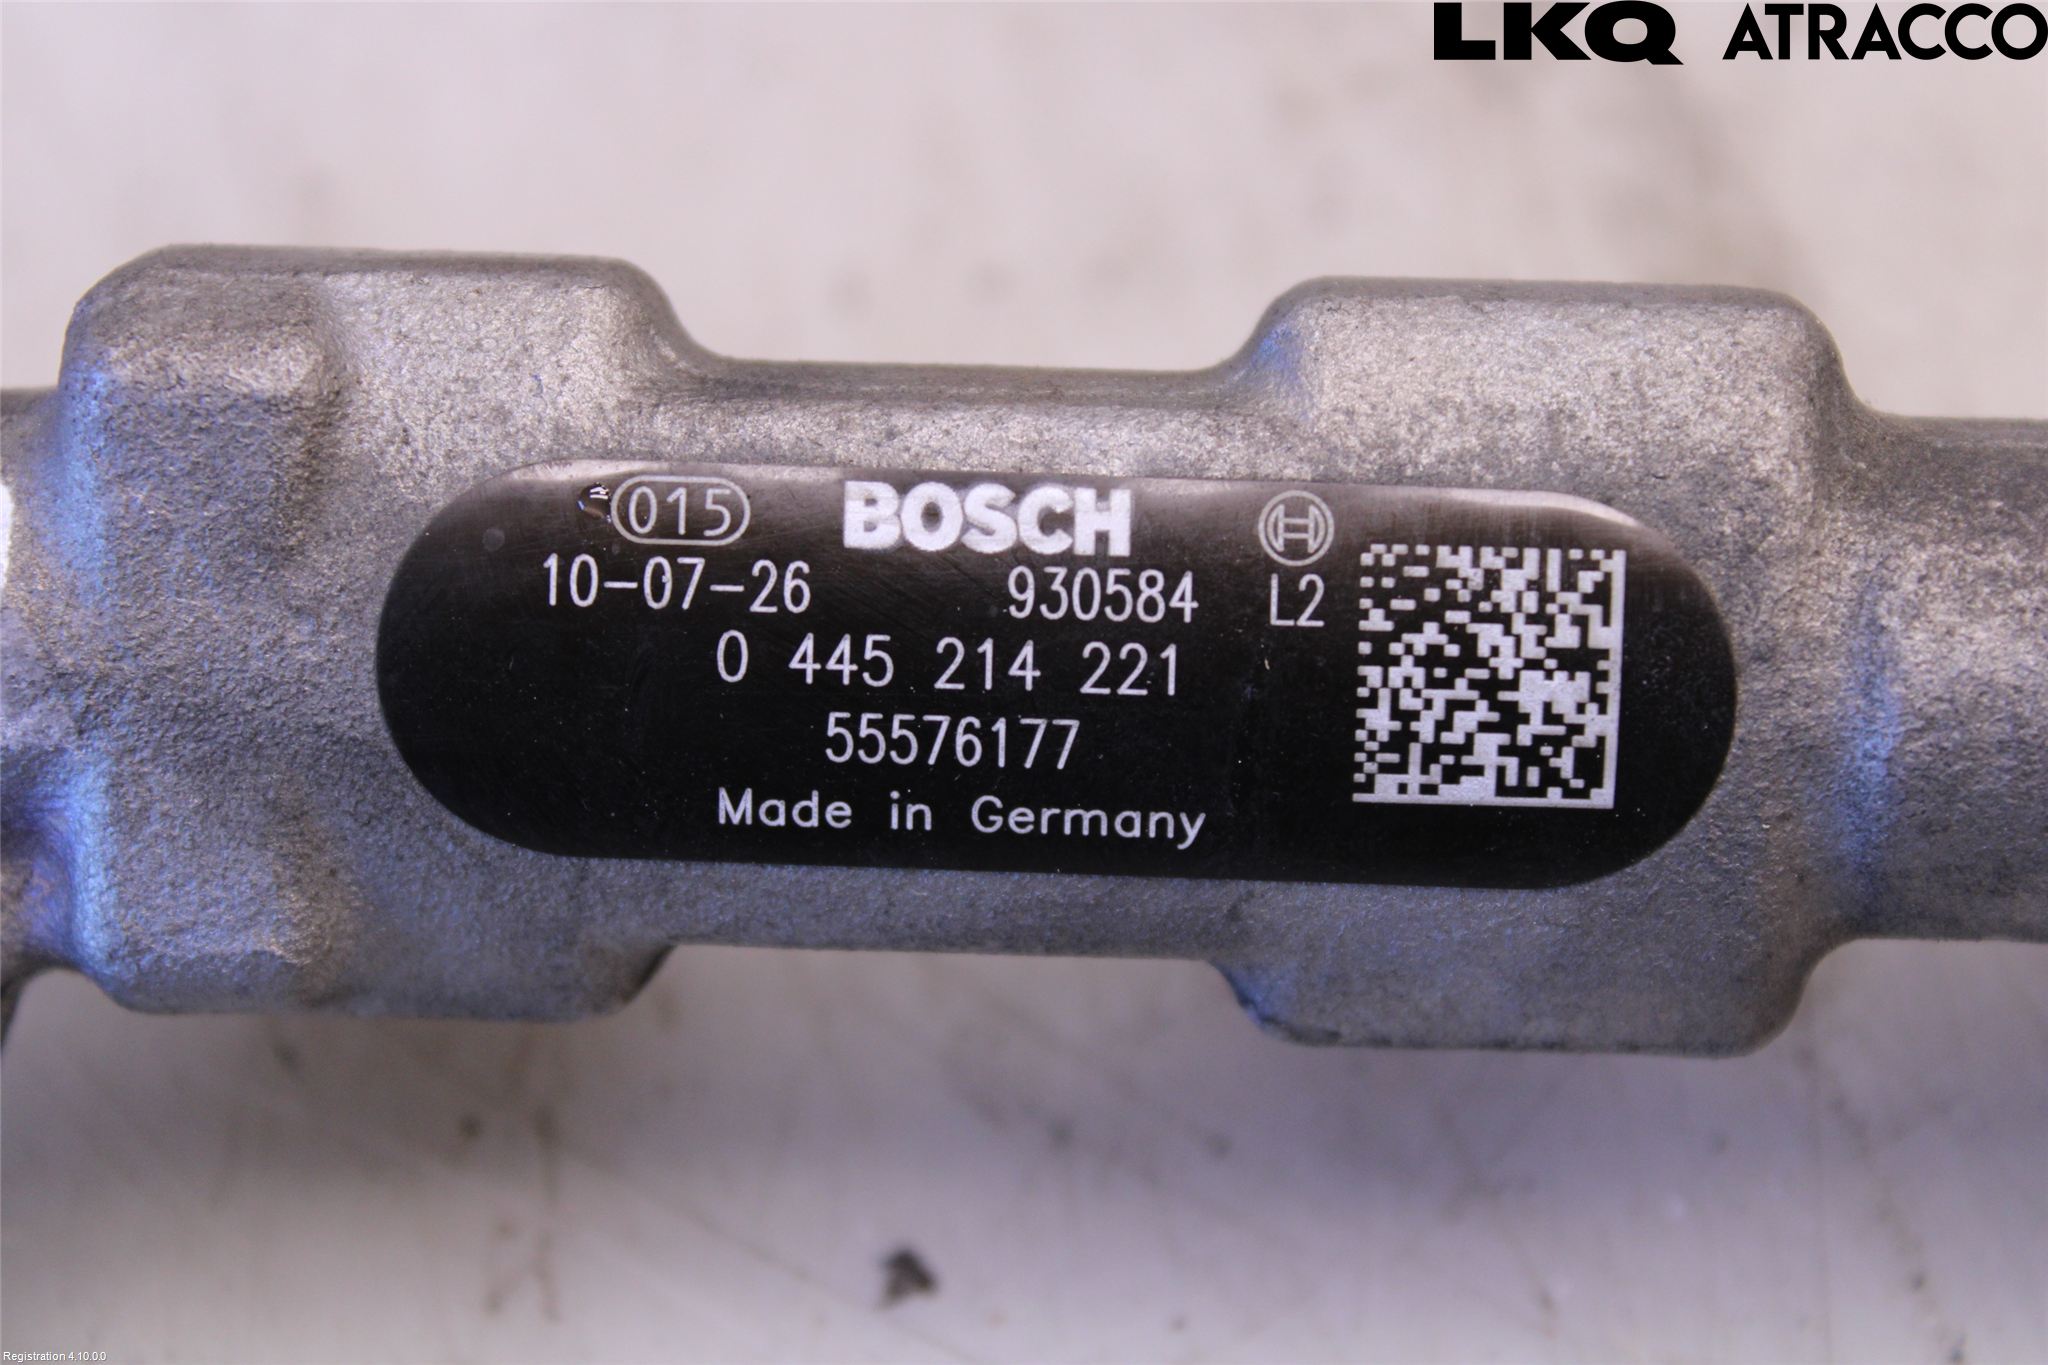 LKQ ATRACCO
015 BOSCH
10-07-26 930584 L2
0 445 214 221
55576177
Made in Germany
Registration 4.10.0.0